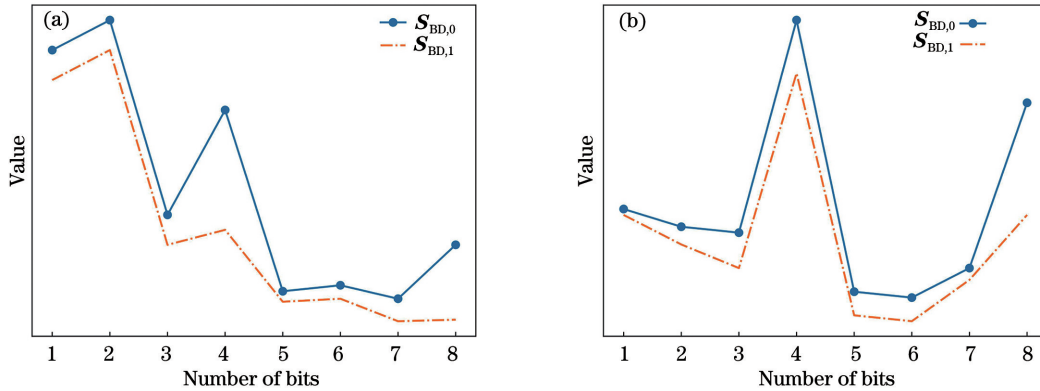 (a)
S_BD,0
S_BD,1
Value
1 2 3 4 5 6 7 8
Number of bits
(b)
S_BD,0
S_BD,1
Value
1 2 3 4 5 6 7 8
Number of bits